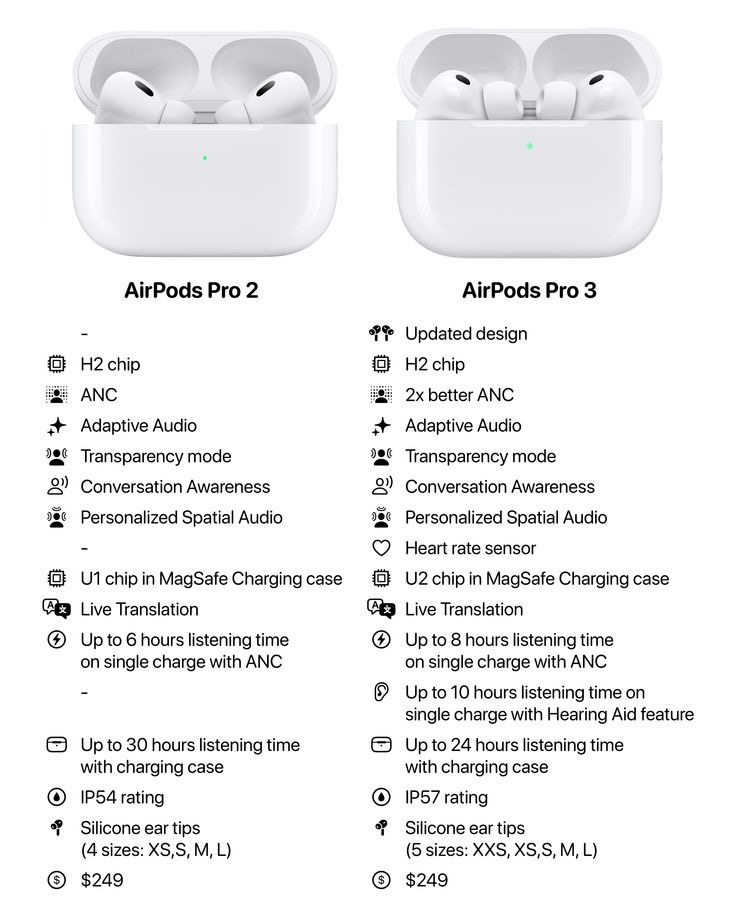 AirPods Pro 2
-
H2 chip
ANC
Adaptive Audio
Transparency mode
Conversation Awareness
Personalized Spatial Audio
-
U1 chip in MagSafe Charging case
Live Translation
Up to 6 hours listening time
on single charge with ANC
-
Up to 30 hours listening time
with charging case
IP54 rating
Silicone ear tips
(4 sizes: XS,S, M, L)
$249
AirPods Pro 3
Updated design
H2 chip
2x better ANC
Adaptive Audio
Transparency mode
Conversation Awareness
Personalized Spatial Audio
Heart rate sensor
U2 chip in MagSafe Charging case
Live Translation
Up to 8 hours listening time
on single charge with ANC
Up to 10 hours listening time on
single charge with Hearing Aid feature
Up to 24 hours listening time
with charging case
IP57 rating
Silicone ear tips
(5 sizes: XXS, XS,S, M, L)
$249